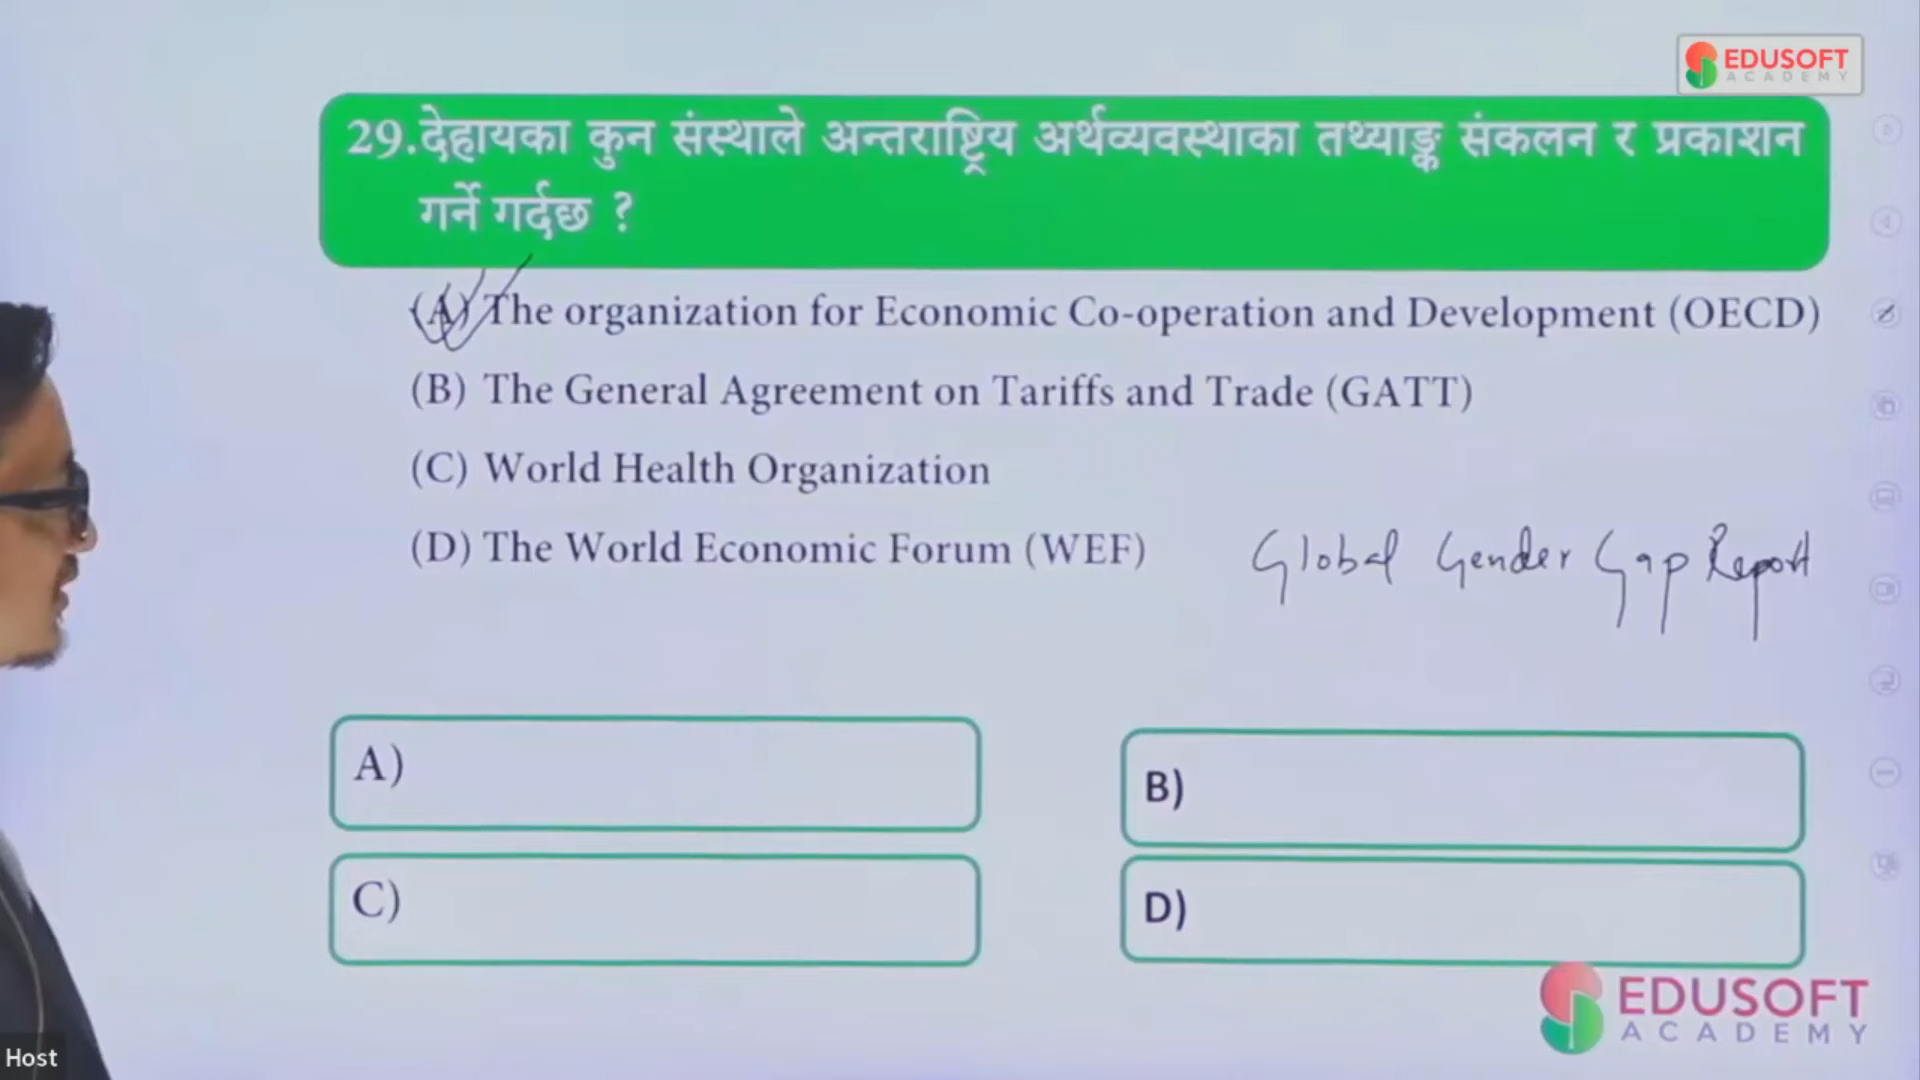 EDUSOFT
ACADEMY
29.देहायका कुन संस्थाले अन्तराष्ट्रिय अर्थव्यवस्थाका तथ्याङ्क संकलन र प्रकाशन
गर्ने गर्दछ ?
(A) The organization for Economic Co-operation and Development (OECD)
(B) The General Agreement on Tariffs and Trade (GATT)
(C) World Health Organization
(D) The World Economic Forum (WEF)
Global Gender Gap Report
A)
B)
C)
D)
EDUSOFT
ACADEMY
Host